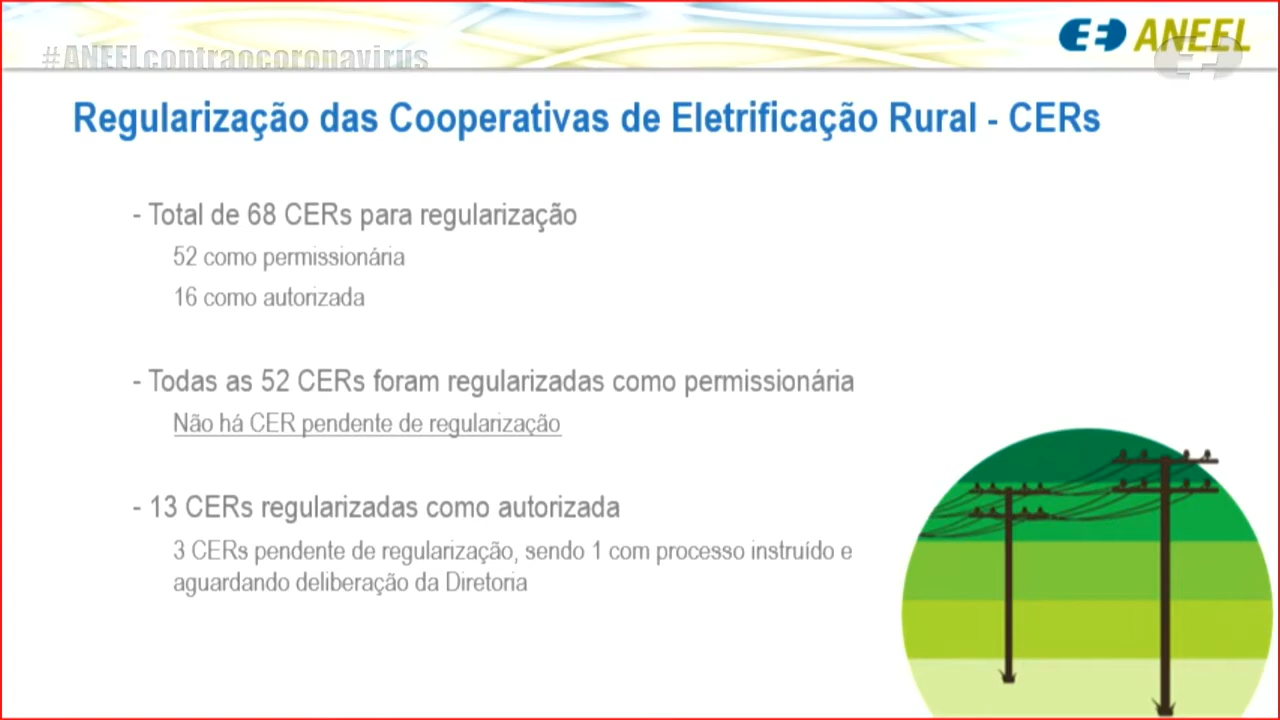 #ANEELcontraocoronavirus
ANEEL
Regularização das Cooperativas de Eletrificação Rural - CERs
- Total de 68 CERs para regularização
52 como permissionária
16 como autorizada
- Todas as 52 CERs foram regularizadas como permissionária
Não há CER pendente de regularização
- 13 CERs regularizadas como autorizada
3 CERs pendente de regularização, sendo 1 com processo instruído e
aguardando deliberação da Diretoria